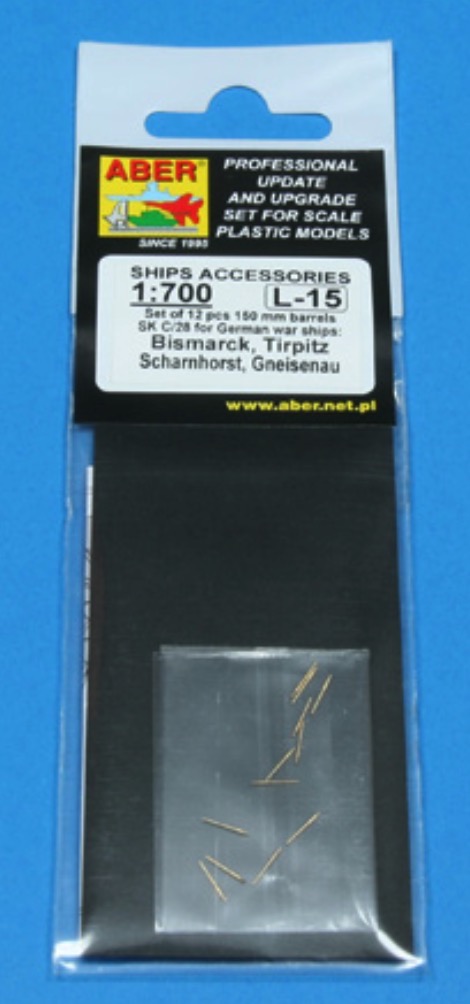 ABER®
SINCE 1995
PROFESSIONAL
UPDATE
AND UPGRADE
SET FOR SCALE
PLASTIC MODELS
SHIPS ACCESSORIES
1:700 L-15
Set of 12 pcs 150 mm barrels
SK C/28 for German war ships:
Bismarck, Tirpitz
Scharnhorst, Gneisenau
www.aber.net.pl